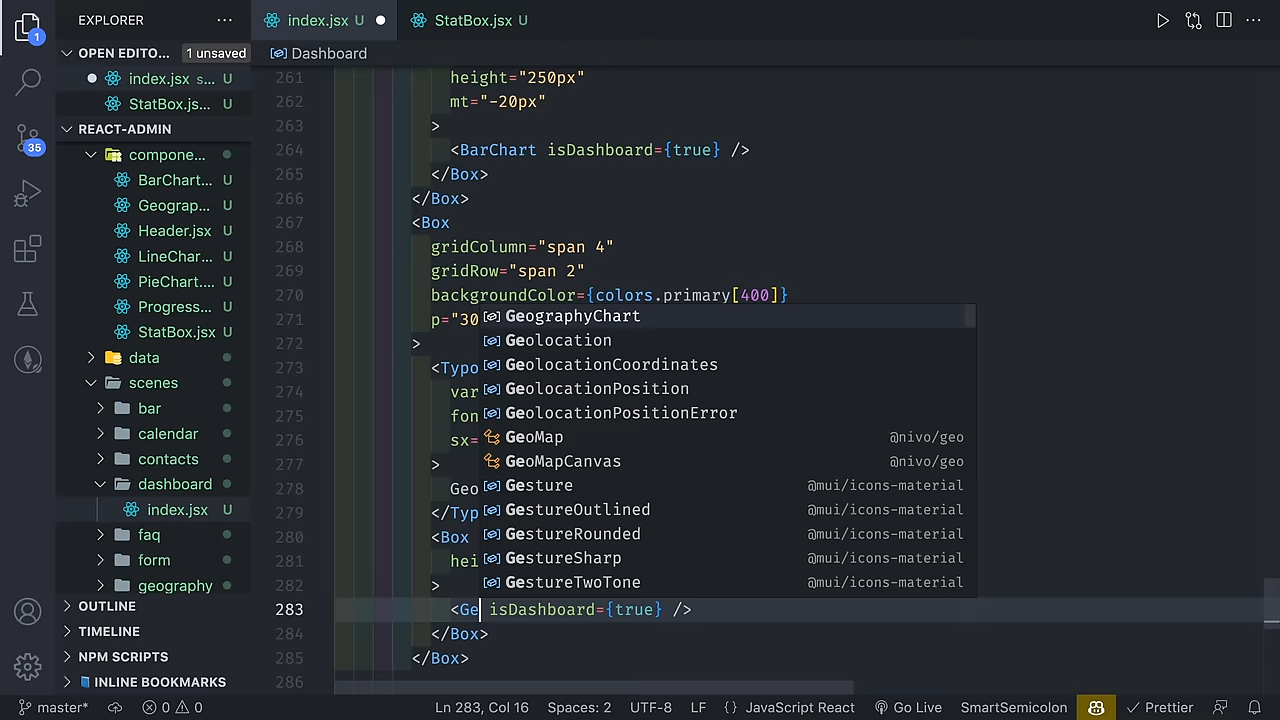 EXPLORER
index.jsx U
StatBox.jsx U
OPEN EDITO... 1 unsaved
Dashboard
1
index.jsx s... U
StatBox.js... U
REACT-ADMIN
35
compone...
BarChart... U
Geograp... U
Header.jsx U
LineChar... U
PieChart.... U
Progress... U
StatBox.jsx U
data
scenes
bar
calendar
contacts
dashboard
index.jsx U
faq
form
geography
OUTLINE
TIMELINE
NPM SCRIPTS
INLINE BOOKMARKS
261 height="250px"
262 mt="-20px"
263 >
264 <BarChart isDashboard={true} />
265 </Box>
266 </Box>
267 <Box
268 gridColumn="span 4"
269 gridRow="span 2"
270 backgroundColor={colors.primary[400]}
271 p="30
272 >
273 <Typo
274 var
275 fon
276 sx=
277 >
278 Geo
279 </Typ
280 <Box
281 hei
282 >
283 <Ge isDashboard={true} />
284 </Box>
285 </Box>
286
GeographyChart
Geolocation
GeolocationCoordinates
GeolocationPosition
GeolocationPositionError
GeoMap @nivo/geo
GeoMapCanvas @nivo/geo
Gesture @mui/icons-material
GestureOutlined @mui/icons-material
GestureRounded @mui/icons-material
GestureSharp @mui/icons-material
GestureTwoTone @mui/icons-material
master* 0 0 Ln 283, Col 16 Spaces: 2 UTF-8 LF {} JavaScript React Go Live SmartSemicolon Prettier